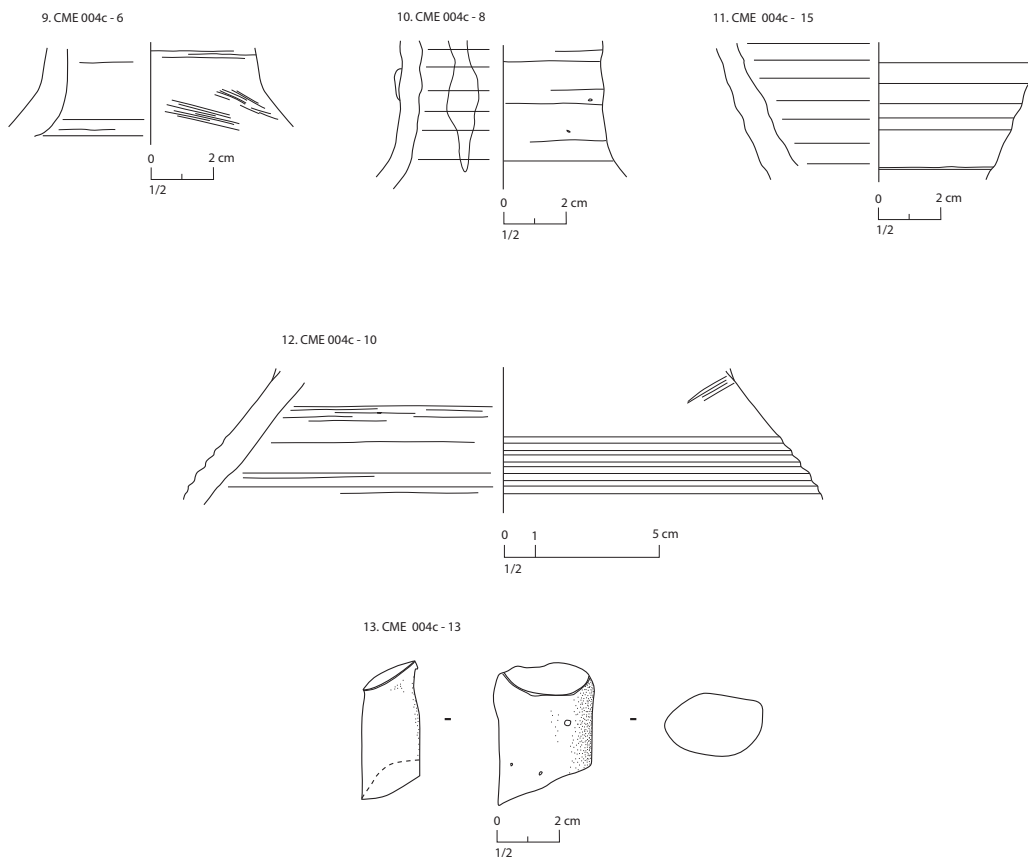 9. CME 004c - 6
10. CME 004c - 8
11. CME 004c - 15
0 2 cm
1/2
0 2 cm
1/2
0 2 cm
1/2
12. CME 004c - 10
0 1 5 cm
1/2
13. CME 004c - 13
0 2 cm
1/2